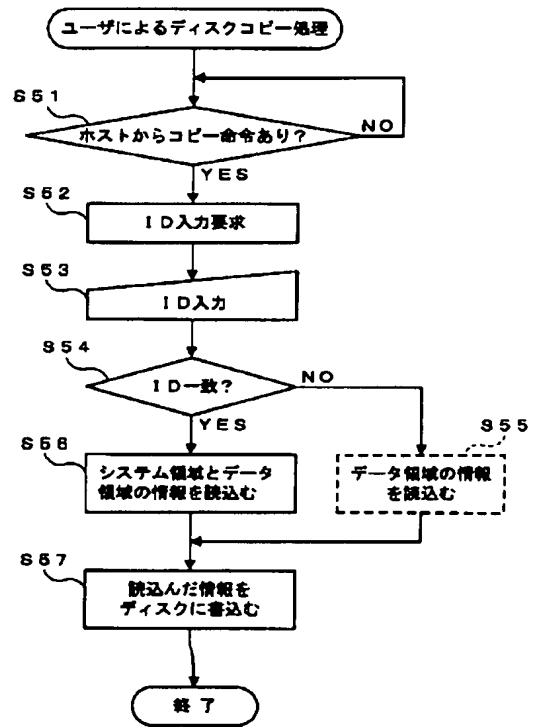 ユーザによるディスクコピー処理
S51
ホストからコピー命令あり?
NO
YES
S52
ID入力要求
S53
ID入力
S54
ID一致?
NO
YES
S55
S56
システム領域とデータ
領域の情報を読込む
データ領域の情報
を読込む
S57
読込んだ情報を
ディスクに書込む
終了